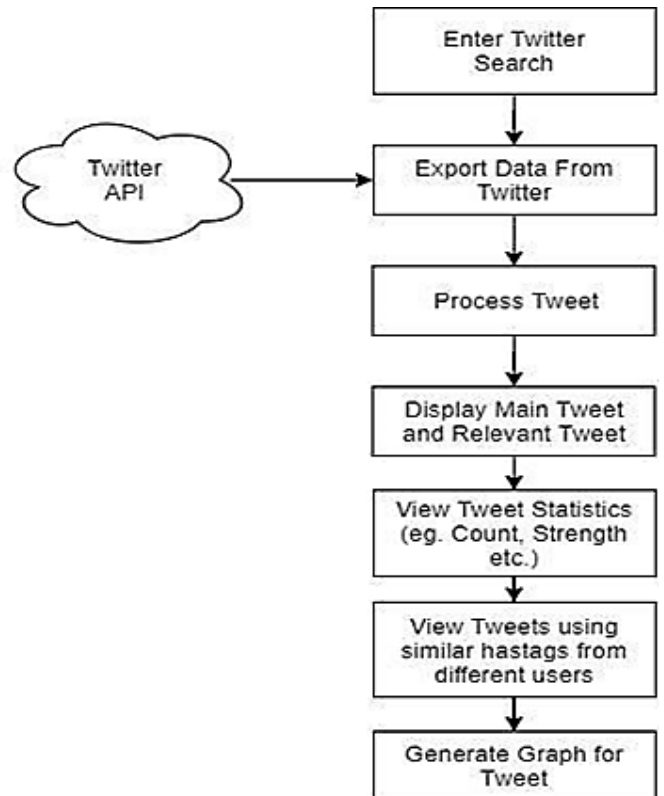 Enter Twitter
Search
Twitter
API
Export Data From
Twitter
Process Tweet
Display Main Tweet
and Relevant Tweet
View Tweet Statistics
(eg. Count, Strength
etc.)
View Tweets using
similar hastags from
different users
Generate Graph for
Tweet